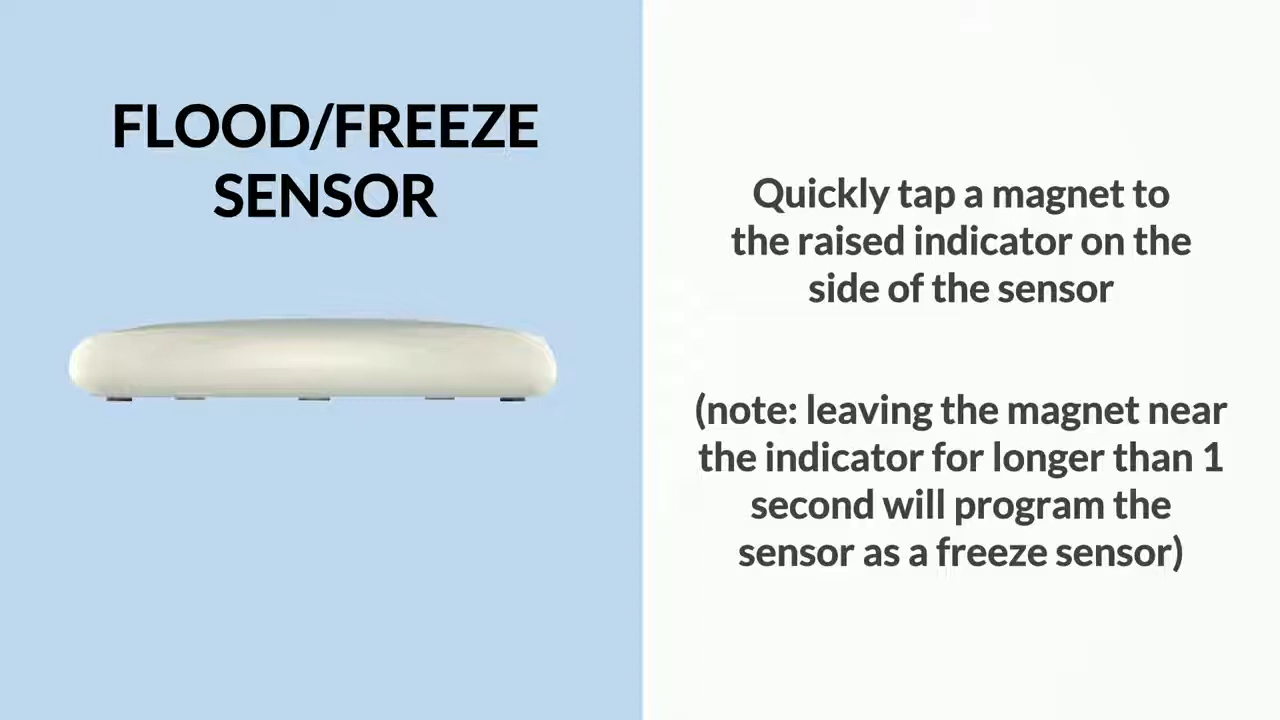 FLOOD/FREEZE
SENSOR
Quickly tap a magnet to
the raised indicator on the
side of the sensor
(note: leaving the magnet near
the indicator for longer than 1
second will program the
sensor as a freeze sensor)